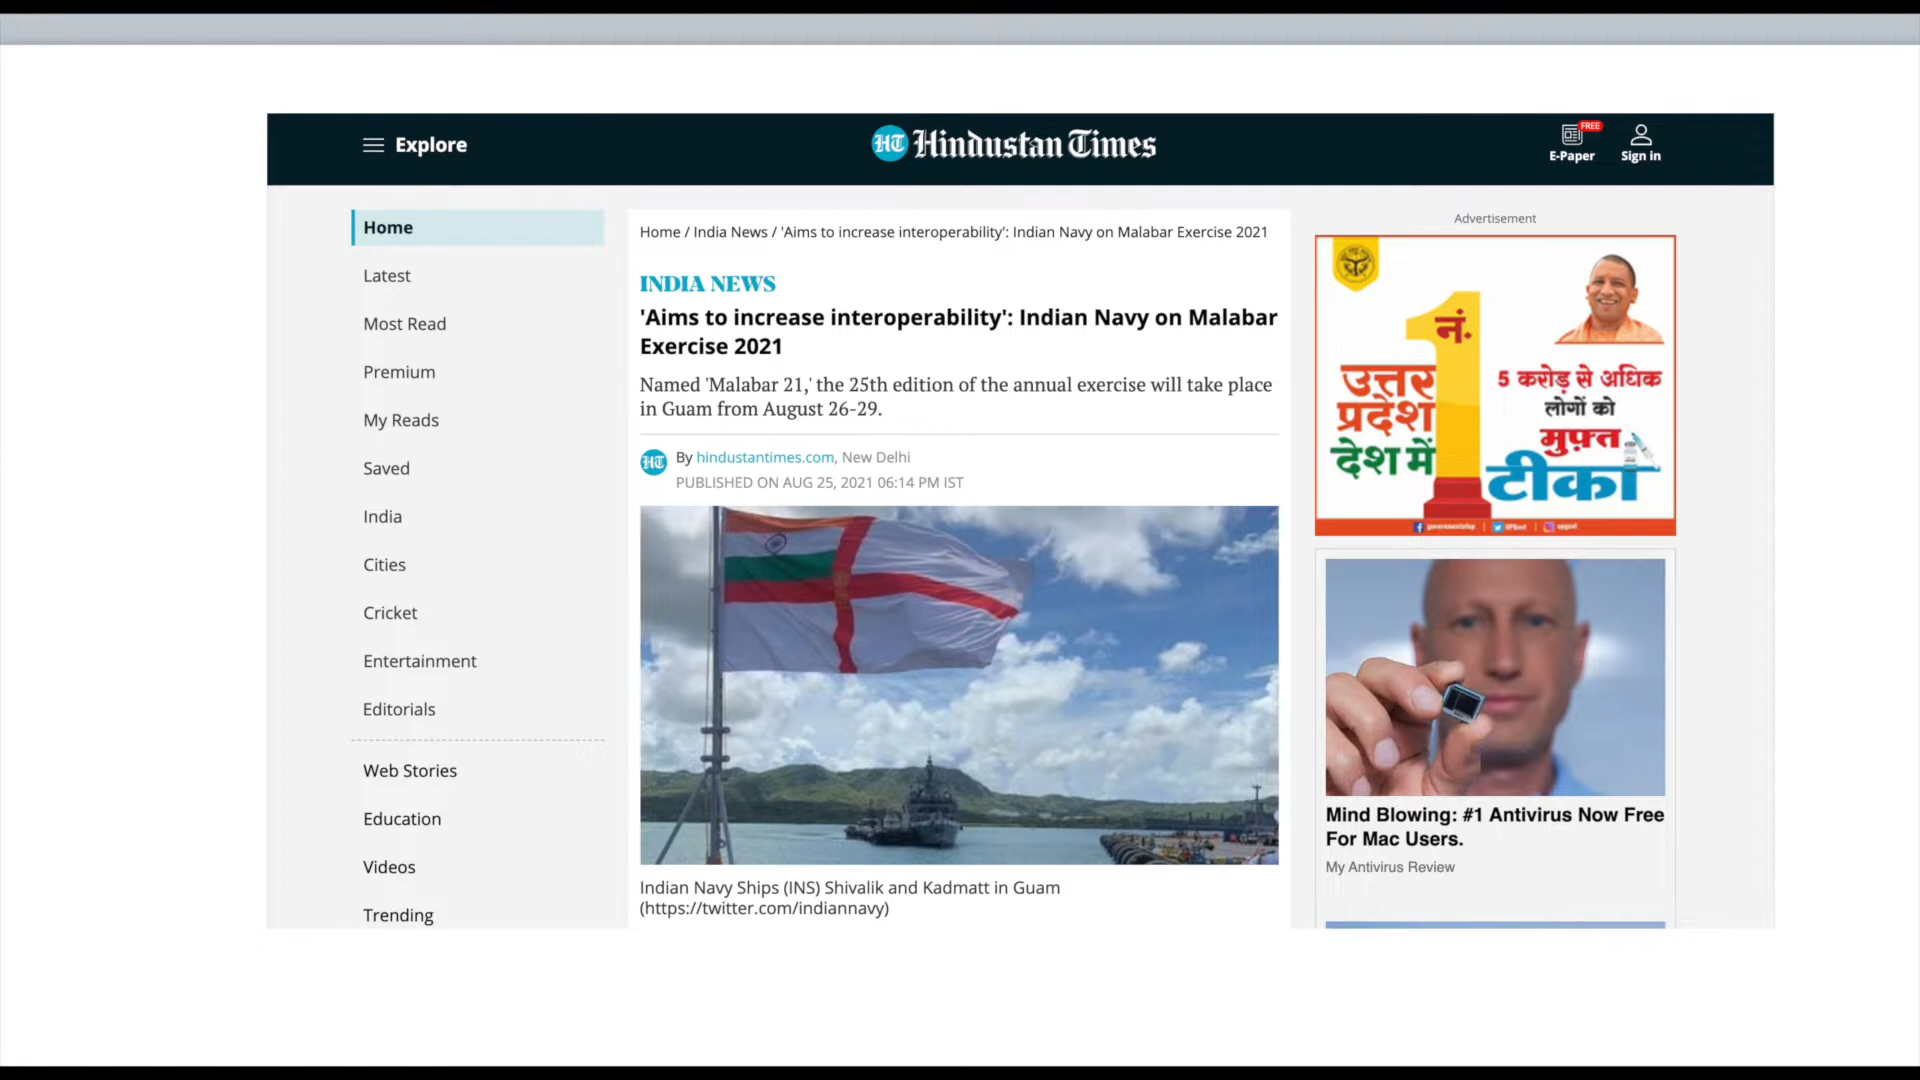 Explore
HT Hindustan Times
FREE
E-Paper
Sign in
Home
Latest
Most Read
Premium
My Reads
Saved
India
Cities
Cricket
Entertainment
Editorials
Web Stories
Education
Videos
Trending
Home / India News / 'Aims to increase interoperability': Indian Navy on Malabar Exercise 2021
INDIA NEWS
'Aims to increase interoperability': Indian Navy on Malabar
Exercise 2021
Named 'Malabar 21,' the 25th edition of the annual exercise will take place
in Guam from August 26-29.
HT
By hindustantimes.com, New Delhi
PUBLISHED ON AUG 25, 2021 06:14 PM IST
Indian Navy Ships (INS) Shivalik and Kadmatt in Guam
(https://twitter.com/indiannavy)
Advertisement
नं. 1
उत्तर
प्रदेश
देश में
5 करोड़ से अधिक
लोगों को
मुफ़्त
टीका
Mind Blowing: #1 Antivirus Now Free
For Mac Users.
My Antivirus Review